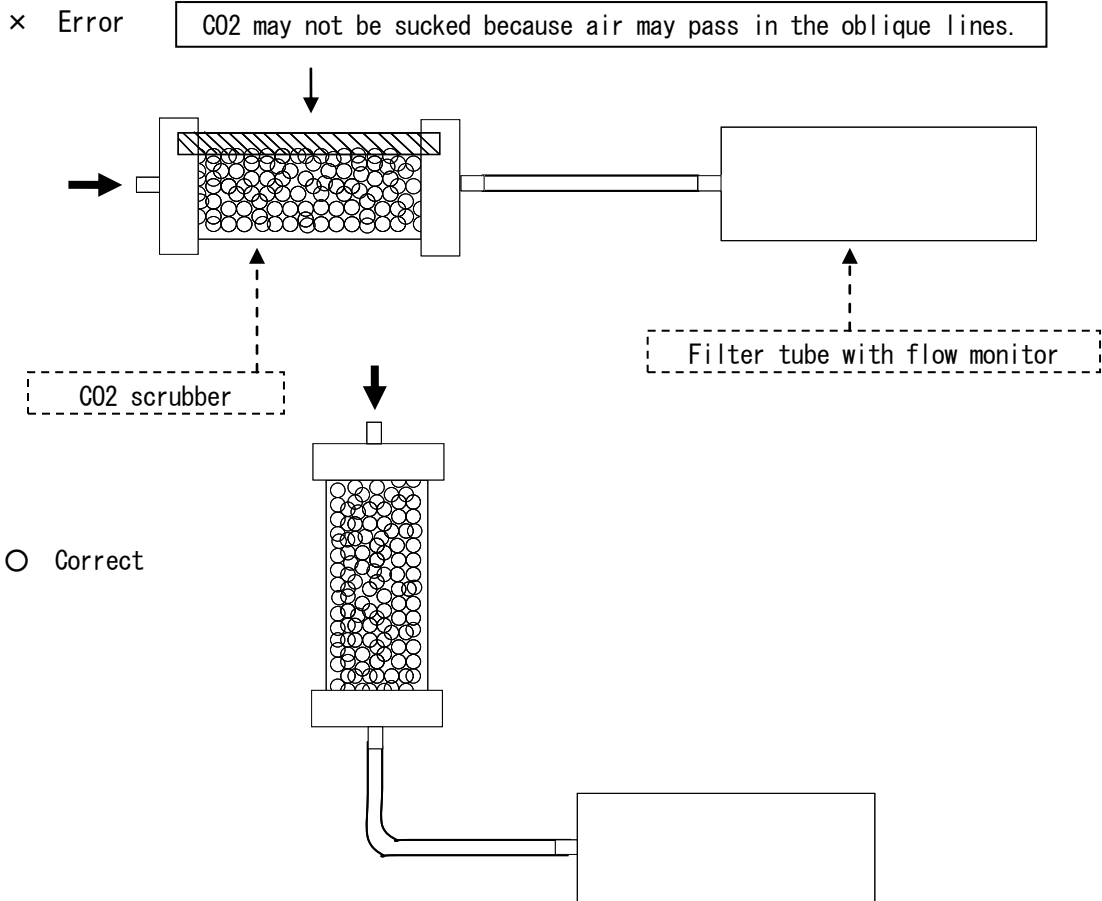 × Error
CO2 may not be sucked because air may pass in the oblique lines.
Filter tube with flow monitor
CO2 scrubber
○ Correct